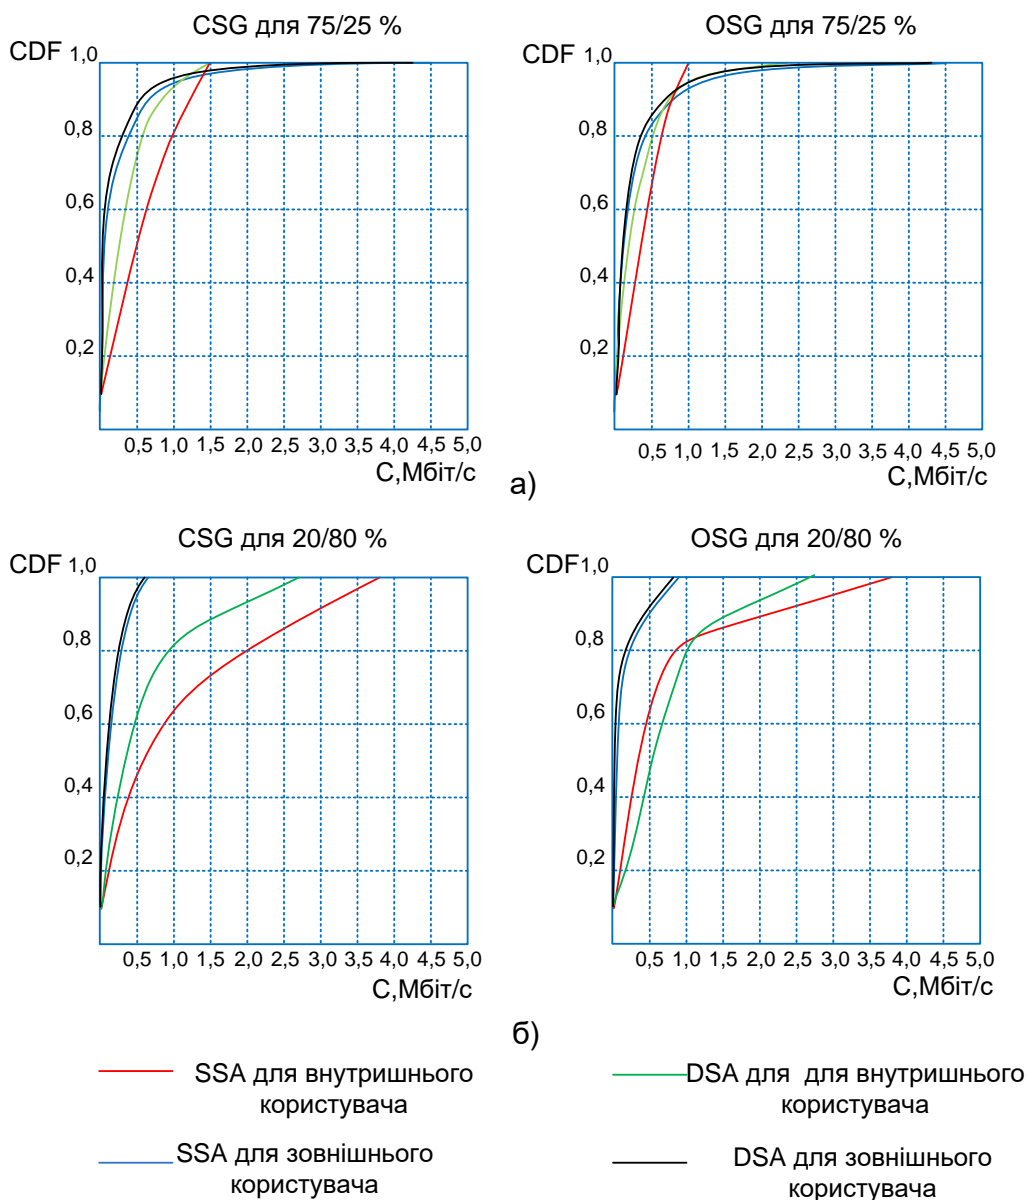 CSG для 75/25 %
OSG для 75/25 %
CDF 1,0
0,8
0,6
0,4
0,2
0,5 1,0 1,5 2,0 2,5 3,0 3,5 4,0 4,5 5,0
С,Мбіт/с
CDF 1,0
0,8
0,6
0,4
0,2
0,5 1,0 1,5 2,0 2,5 3,0 3,5 4,0 4,5 5,0
С,Мбіт/с
а)
CSG для 20/80 %
OSG для 20/80 %
CDF 1,0
0,8
0,6
0,4
0,2
0,5 1,0 1,5 2,0 2,5 3,0 3,5 4,0 4,5 5,0
С,Мбіт/с
CDF1,0
0,8
0,6
0,4
0,2
0,5 1,0 1,5 2,0 2,5 3,0 3,5 4,0 4,5 5,0
С,Мбіт/с
б)
SSA для внутришнього
користувача
DSA для для внутришнього
користувача
SSA для зовнішнього
користувача
DSA для зовнішнього
користувача